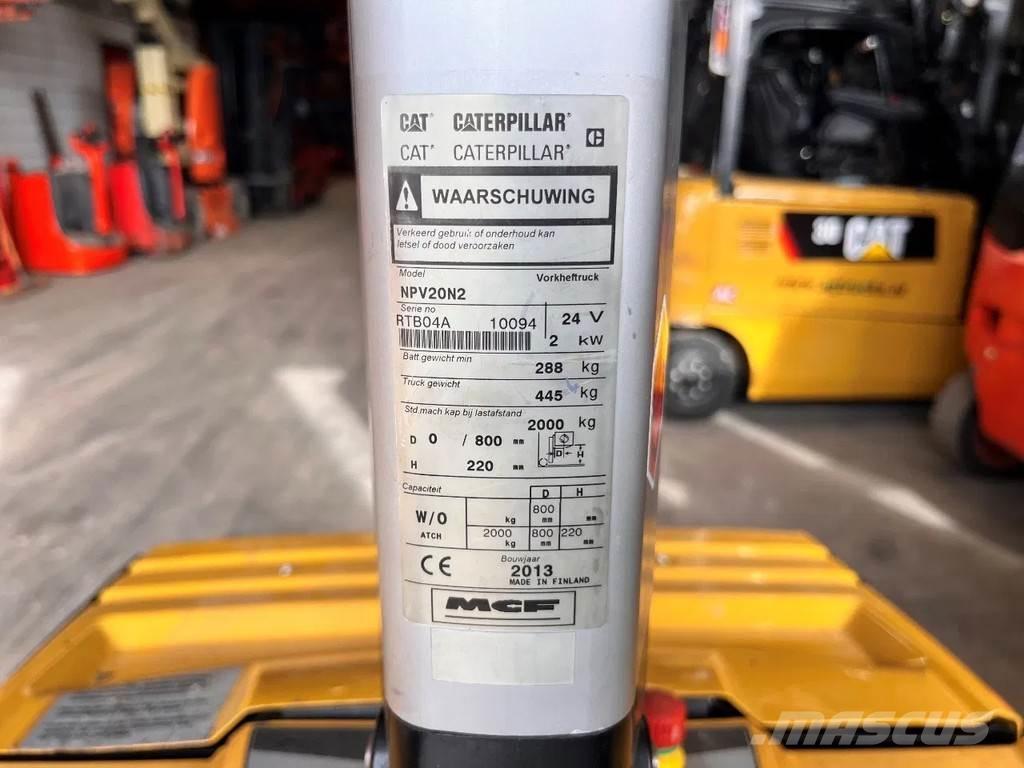 CAT® CATERPILLAR®
CAT® CATERPILLAR®
WAARSCHUWING
Verkeerd gebruik of onderhoud kan
letsel of dood veroorzaken
Model Vorkheftruck
NPV20N2
Serie no
RTB04A 10094 24 V
2 kW
Batt gewicht min
288 kg
Truck gewicht
445 kg
Std.mach kap bij lastafstand
2000 kg
D 0 / 800 mm
H 220 mm
D H
Capaciteit D H
W/O kg 800 mm mm
ATCH 2000 kg 800 mm 220 mm
CE Bouwjaar
2013
MADE IN FINLAND
MCF
30 CAT
mascus